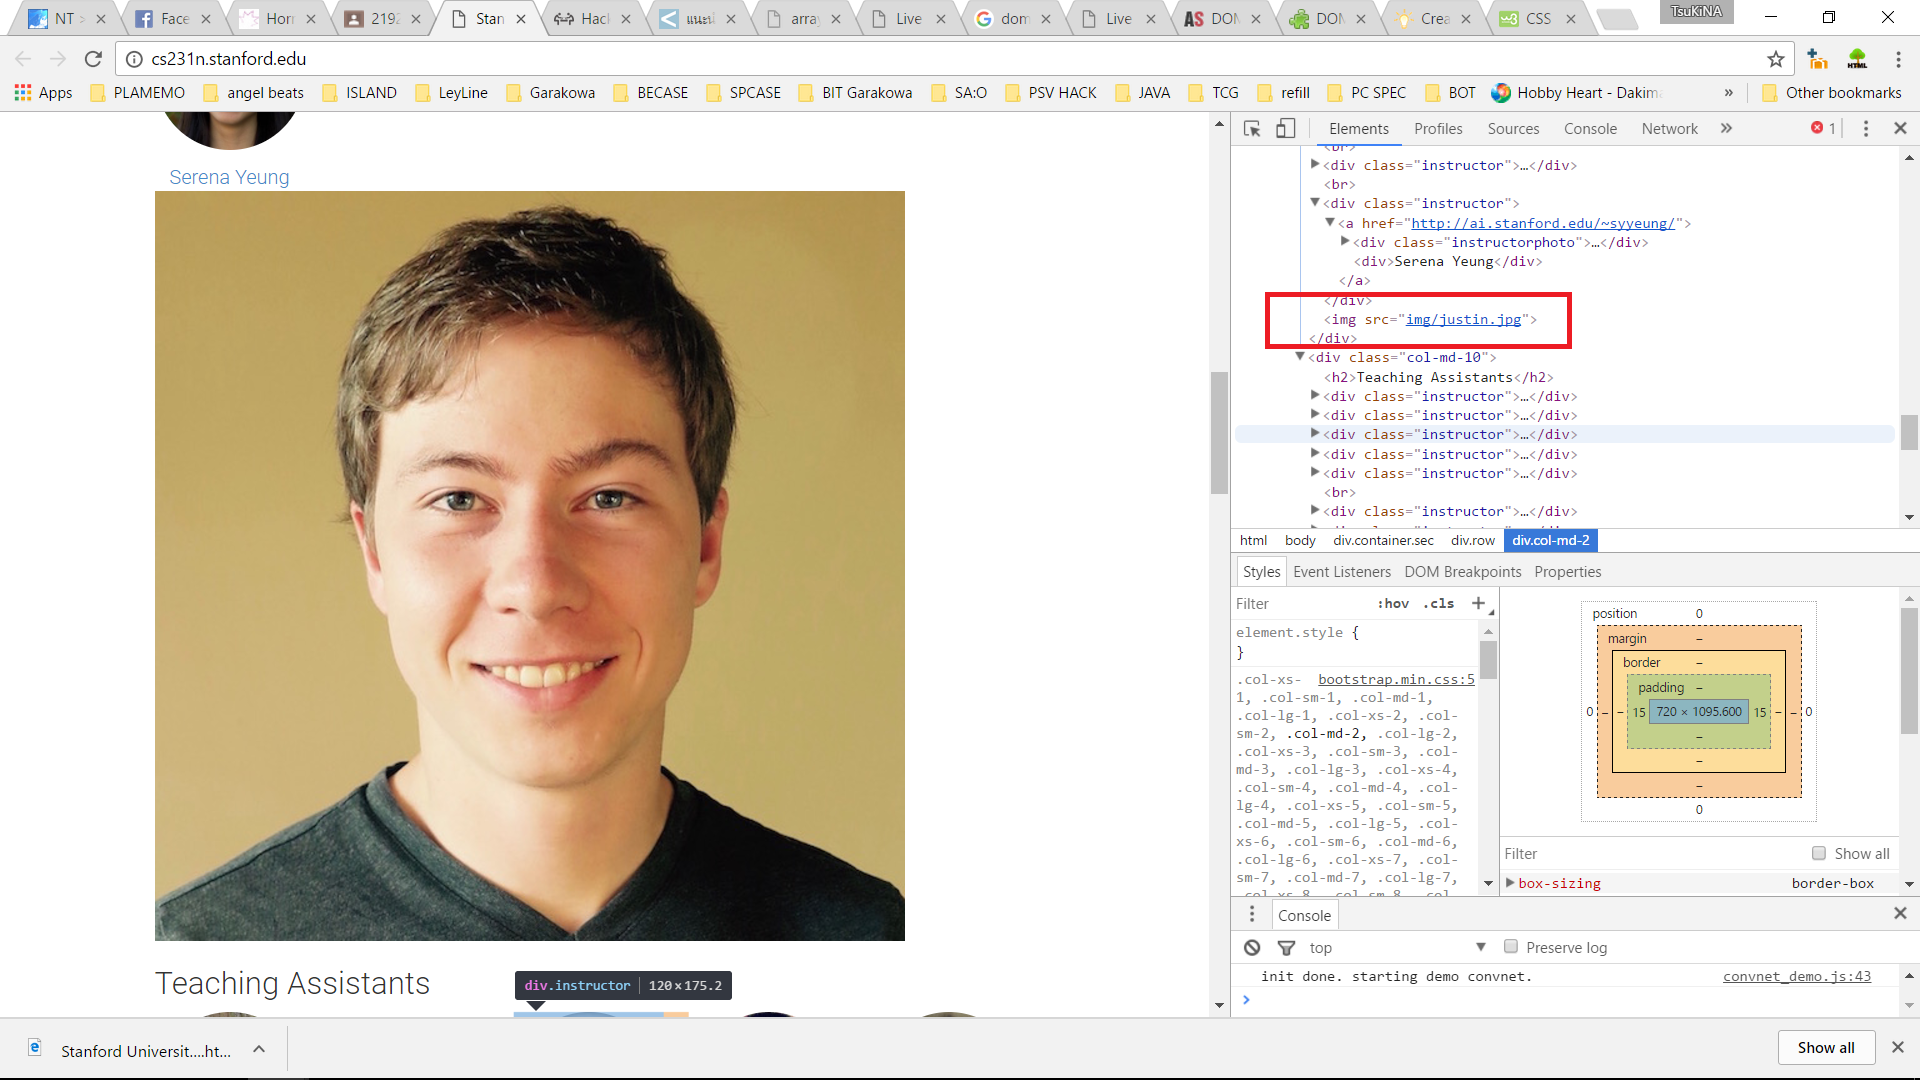 NT >
Face
Horr
2192
Stan
Hacl
แนะน
array
Live
dom
Live
DON
DON
Crea
CSS
TsuKiNA
cs231n.stanford.edu
Apps PLAMEMO angel beats ISLAND LeyLine Garakowa BECASE SPCASE BIT Garakowa SA:O PSV HACK JAVA TCG refill PC SPEC BOT Hobby Heart - Dakim » Other bookmarks
Serena Yeung
Teaching Assistants
div.instructor | 120×175.2
Elements Profiles Sources Console Network » 1
<br>
<div class="instructor">…</div>
<br>
<div class="instructor">
<a href="http://ai.stanford.edu/~syyeung/">
<div class="instructorphoto">…</div>
<div>Serena Yeung</div>
</a>
</div>
<img src="img/justin.jpg">
</div>
<div class="col-md-10">
<h2>Teaching Assistants</h2>
<div class="instructor">…</div>
<div class="instructor">…</div>
<div class="instructor">…</div>
<div class="instructor">…</div>
<div class="instructor">…</div>
<br>
<div class="instructor">…</div>
html body div.container.sec div.row div.col-md-2
Styles Event Listeners DOM Breakpoints Properties
Filter :hov .cls +
element.style {
}
.col-xs- bootstrap.min.css:5
1, .col-sm-1, .col-md-1,
.col-lg-1, .col-xs-2, .col-
sm-2, .col-md-2, .col-lg-2,
.col-xs-3, .col-sm-3, .col-
md-3, .col-lg-3, .col-xs-4,
.col-sm-4, .col-md-4, .col-
lg-4, .col-xs-5, .col-sm-5,
.col-md-5, .col-lg-5, .col-
xs-6, .col-sm-6, .col-md-6,
.col-lg-6, .col-xs-7, .col-
sm-7, .col-md-7, .col-lg-7,
.col-xs-8, .col-sm-8, .col-
position 0
margin –
border –
padding –
0 – – 15 720 × 1095.600 15 – – 0
–
–
–
0
Filter Show all
box-sizing border-box
Console
top Preserve log
init done. starting demo convnet. convnet_demo.js:43
>
Stanford Universit....ht...
Show all